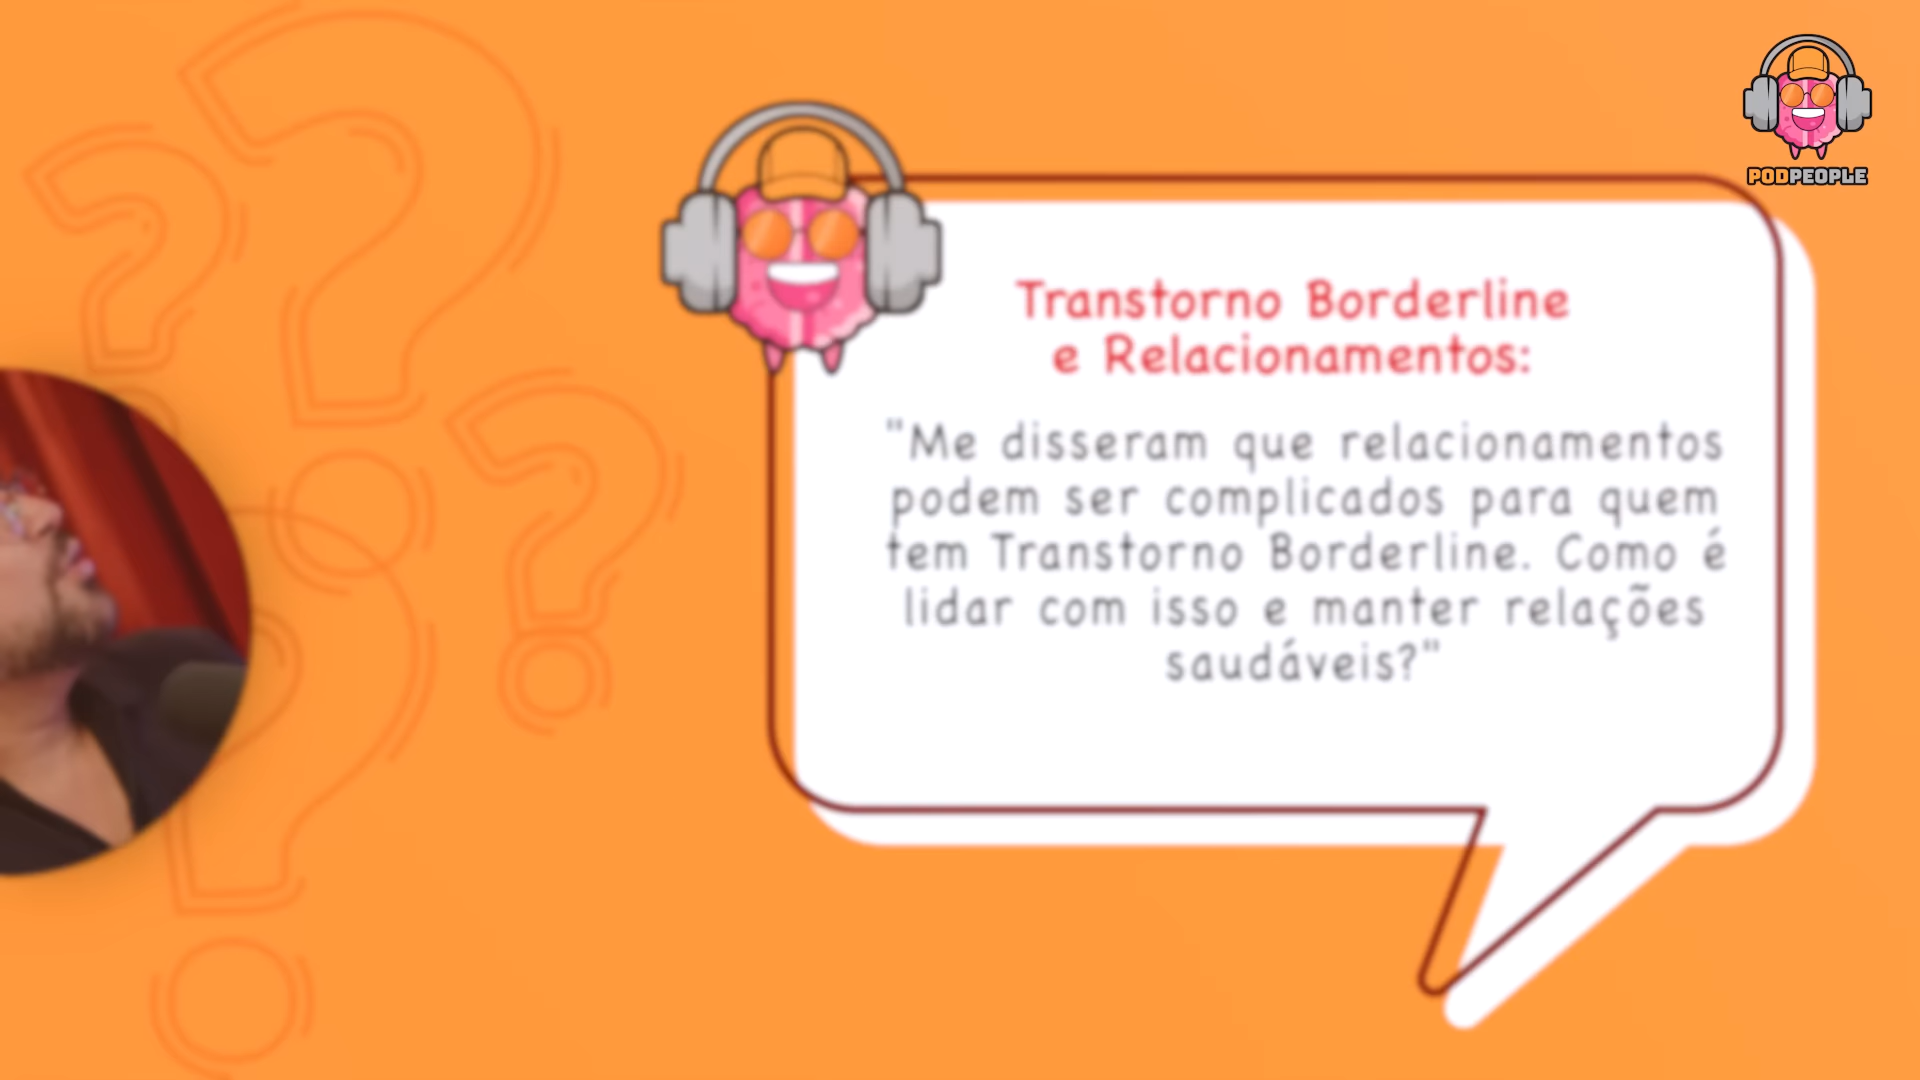 PODPEOPLE
Transtorno Borderline
e Relacionamentos:
"Me disseram que relacionamentos
podem ser complicados para quem
tem Transtorno Borderline. Como é
lidar com isso e manter relações
saudáveis?"